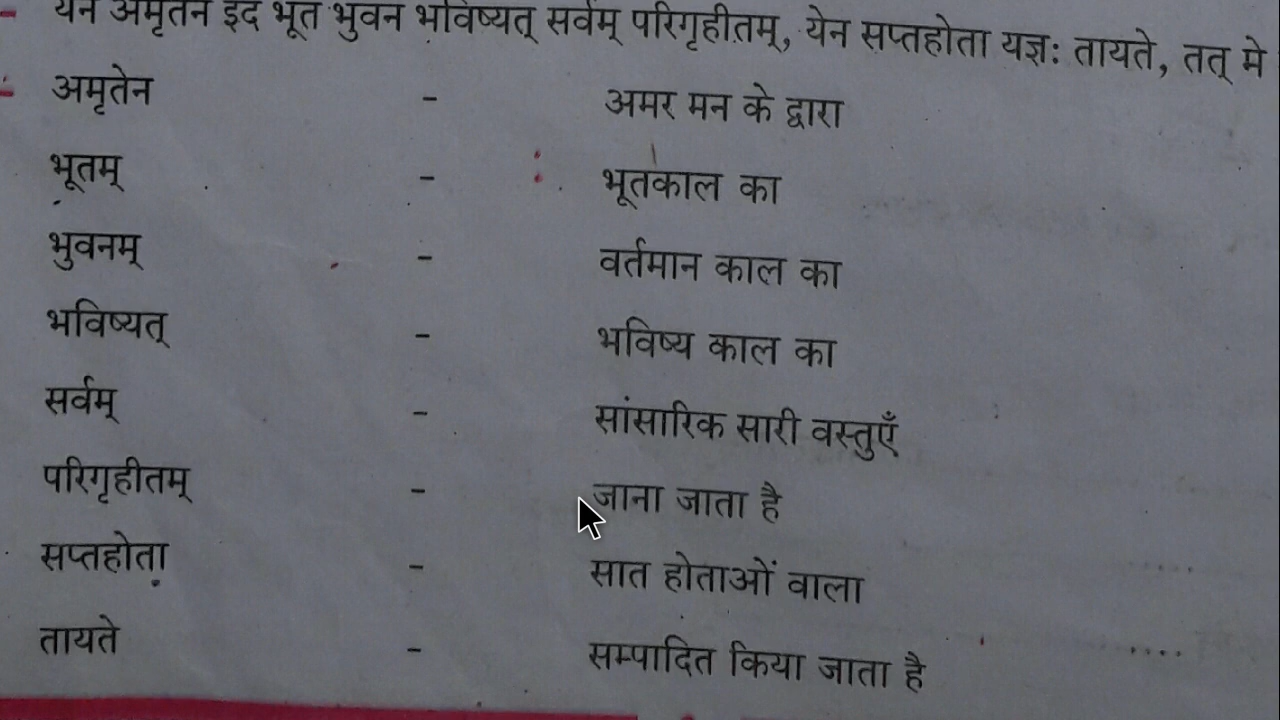 येन अमृतेन इदं भूतं भुवनं भविष्यत् सर्वम् परिगृहीतम्, येन सप्तहोता यज्ञः तायते, तत् मे
अमृतेन - अमर मन के द्वारा
भूतम् - भूतकाल का
भुवनम् - वर्तमान काल का
भविष्यत् - भविष्य काल का
सर्वम् - सांसारिक सारी वस्तुएँ
परिगृहीतम् - जाना जाता है
सप्तहोता - सात होताओं वाला
तायते - सम्पादित किया जाता है